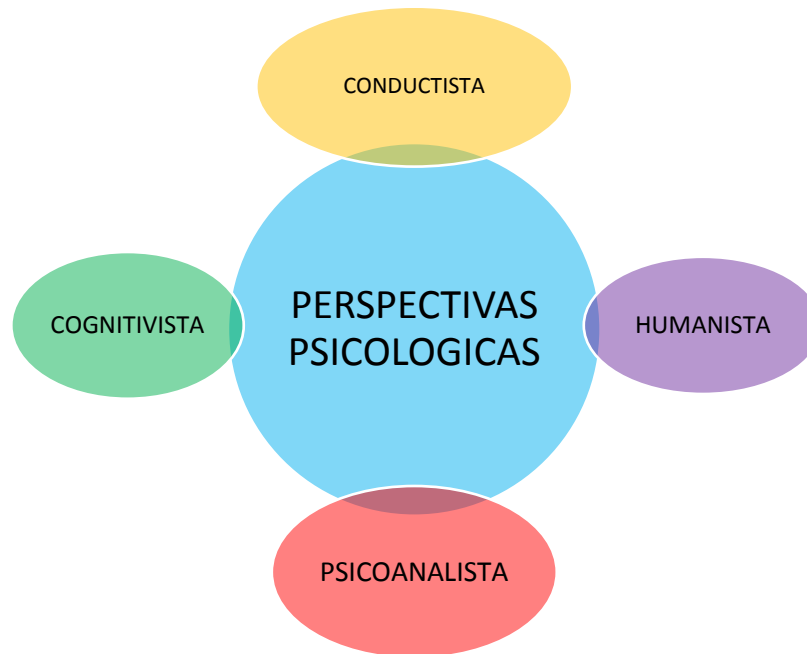 CONDUCTISTA
COGNITIVISTA
PERSPECTIVAS
PSICOLOGICAS
HUMANISTA
PSICOANALISTA